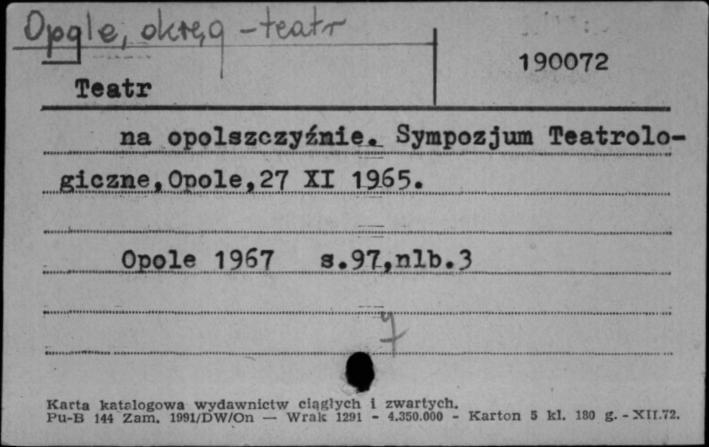 Opole, okręg - teatr
190072
Teatr
na opolszczyźnie. Sympozjum Teatrolo-
giczne,Opole,27 XI 1965.
Opole 1967 s.97,nlb.3
Karta katalogowa wydawnictw ciągłych i zwartych.
Pu-B 144 Zam. 1991/DW/On — Wrak 1291 - 4.350.000 - Karton 5 kl. 180 g. - XII.72.